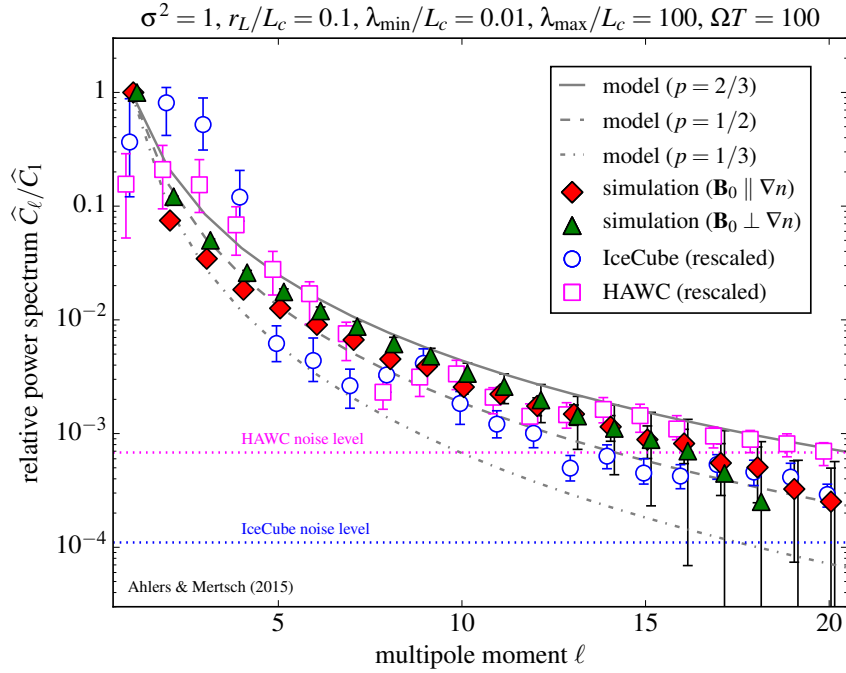 σ² = 1, r_L/L_c = 0.1, λ_min/L_c = 0.01, λ_max/L_c = 100, ΩT = 100
relative power spectrum Ĉ_ℓ/Ĉ_1
1
0.1
10⁻²
10⁻³
10⁻⁴
model (p = 2/3)
model (p = 1/2)
model (p = 1/3)
simulation (B₀ ∥ ∇n)
simulation (B₀ ⊥ ∇n)
IceCube (rescaled)
HAWC (rescaled)
HAWC noise level
IceCube noise level
Ahlers & Mertsch (2015)
5 10 15 20
multipole moment ℓ